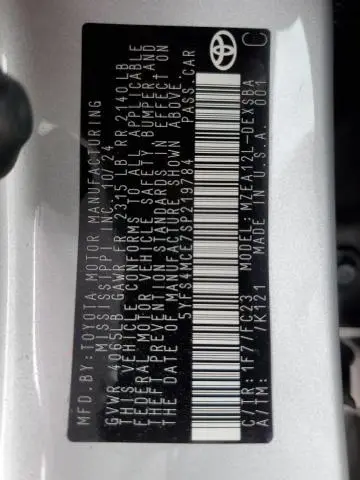 MFD.BY: TOYOTA MOTOR MANUFACTURING
MISSISSIPPI INC. 10/24
GVWR 4065LB GAWR FR 2315 LB RR 2140LB
THIS VEHICLE CONFORMS TO ALL APPLICABLE
FEDERAL MOTOR VEHICLE SAFETY, BUMPER AND
THEFT PREVENTION STANDARDS IN EFFECT ON
THE DATE OF MANUFACTURE SHOWN ABOVE.
PASS.CAR
C/TR: 1F7/FC23 MODEL: MZEA12L-DEXSBA
A/TM: /K121 MADE IN U.S.A. 001
C